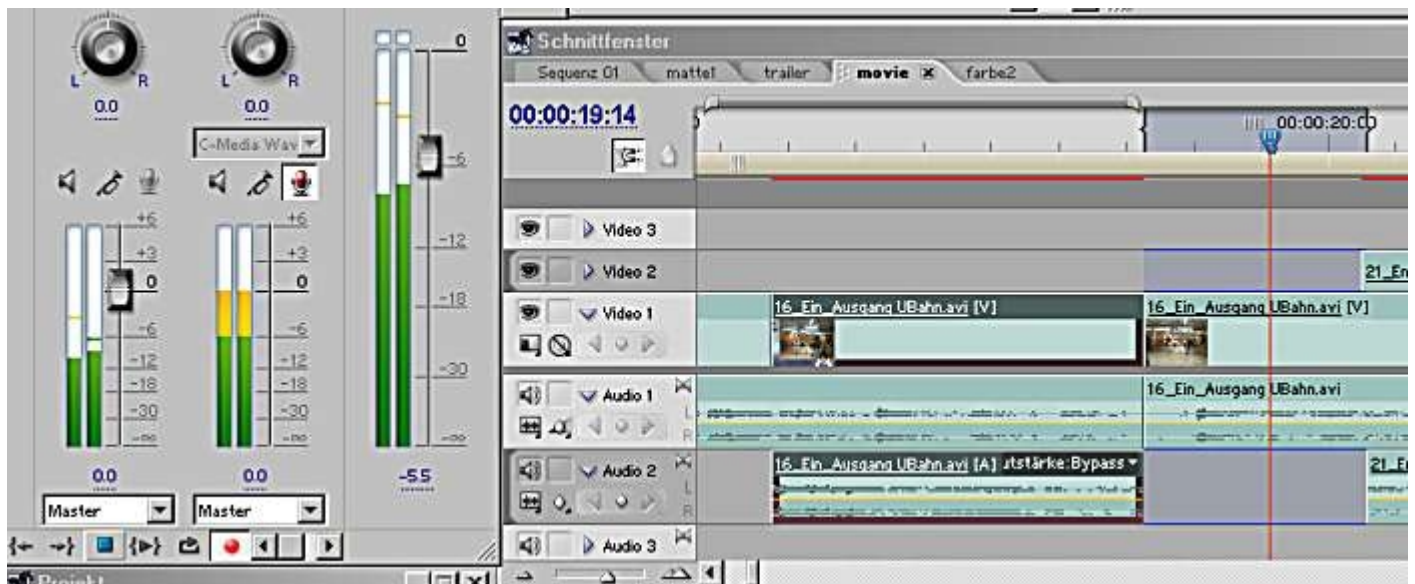 L R
0.0
L R
0.0
C-Media Wav
+6
+3
0
-6
-12
-18
-30
-∞
0.0
Master
+6
+3
0
-6
-12
-18
-30
-∞
0.0
Master
0
-6
-12
-18
-30
-∞
-5.5
Projekt
Schnittfenster
Sequenz 01 matte1 trailer movie farbe2
00:00:19:14
00:00:20:00
Video 3
Video 2
21_En
Video 1
16_Ein_Ausgang UBahn.avi [V]
16_Ein_Ausgang UBahn.avi [V]
Audio 1
L
R
16_Ein_Ausgang UBahn.avi
Audio 2
L
R
16_Ein_Ausgang UBahn.avi [A] utstärke:Bypass
21_En
Audio 3